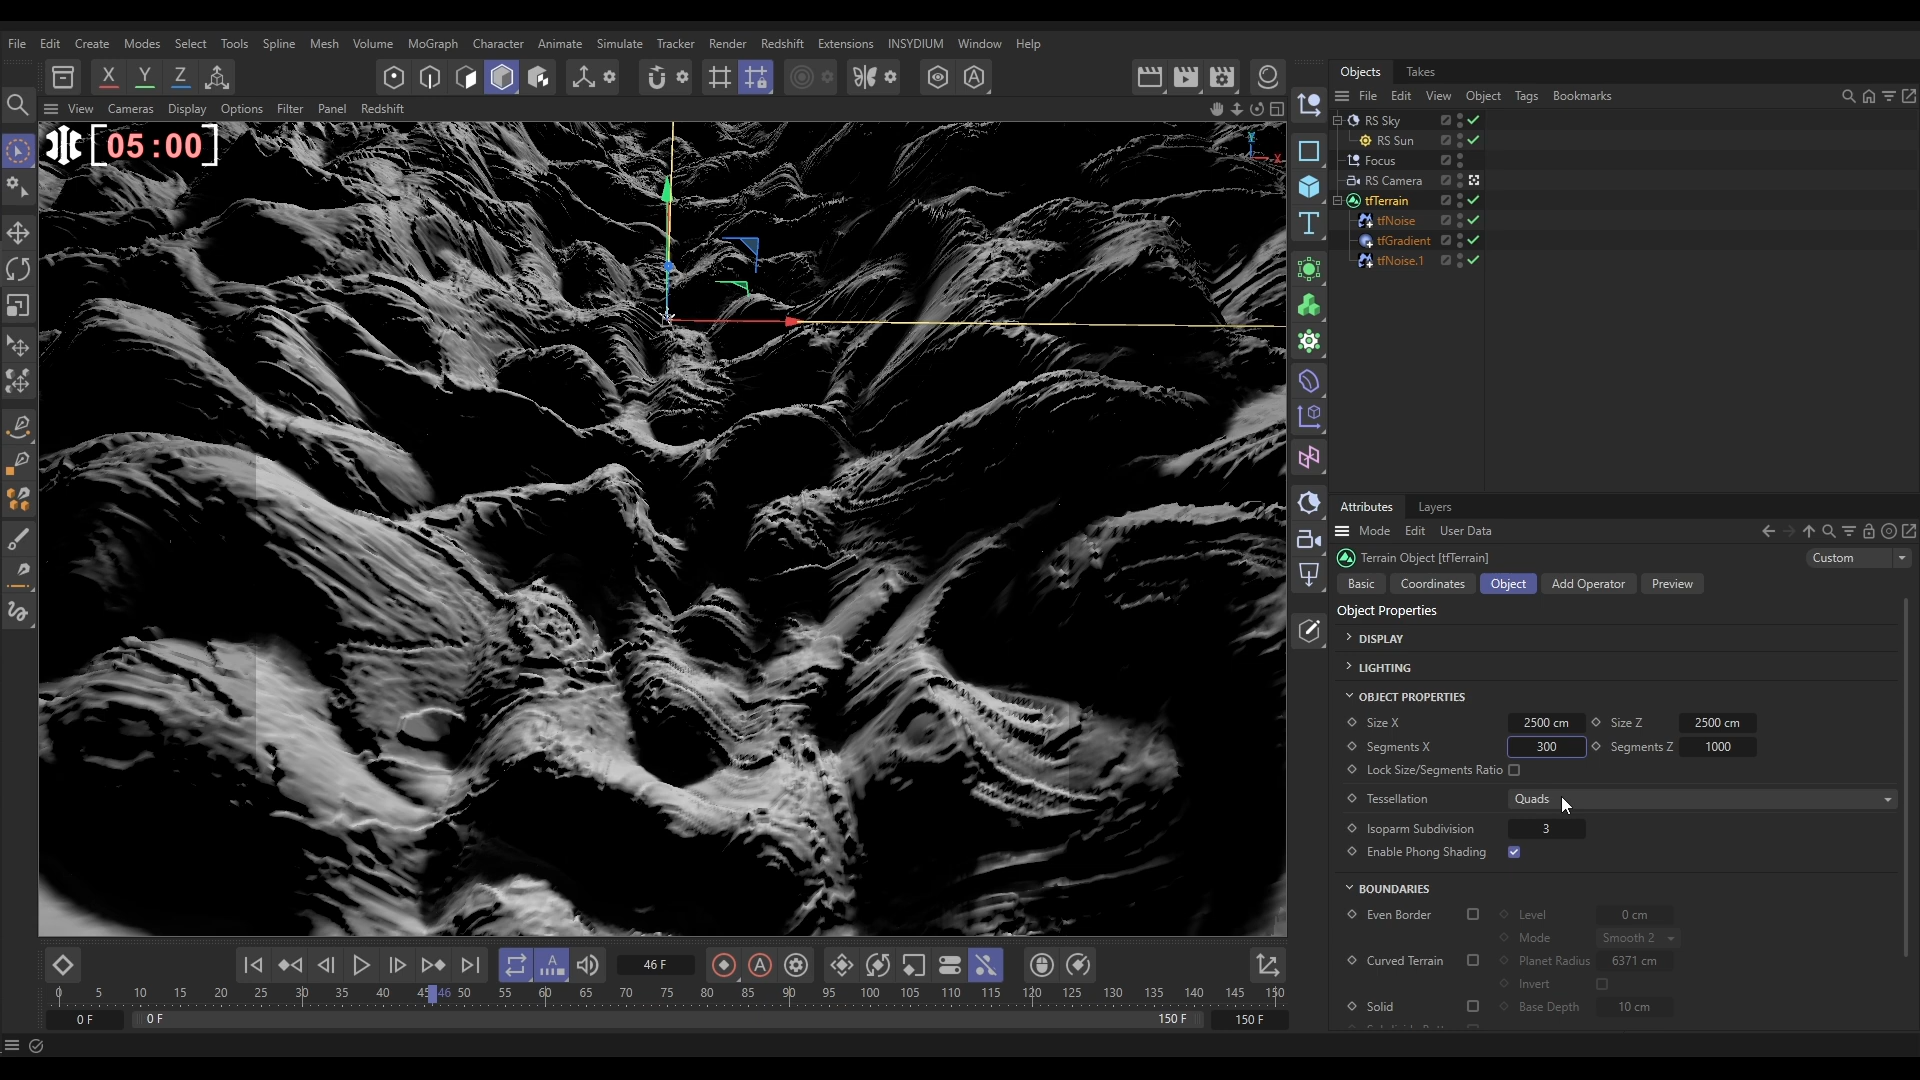 File Edit Create Modes Select Tools Spline Mesh Volume MoGraph Character Animate Simulate Tracker Render Redshift Extensions INSYDIUM Window Help
X Y Z
View Cameras Display Options Filter Panel Redshift
[05:00]
Y
X
Objects Takes
File Edit View Object Tags Bookmarks
RS Sky
RS Sun
Focus
RS Camera
tfTerrain
tfNoise
tfGradient
tfNoise.1
Attributes Layers
Mode Edit User Data
Terrain Object [tfTerrain] Custom
Basic Coordinates Object Add Operator Preview
Object Properties
DISPLAY
LIGHTING
OBJECT PROPERTIES
Size X 2500 cm Size Z 2500 cm
Segments X 300 Segments Z 1000
Lock Size/Segments Ratio
Tessellation Quads
Isoparm Subdivision 3
Enable Phong Shading
BOUNDARIES
Even Border Level 0 cm
Mode Smooth 2
Curved Terrain Planet Radius 6371 km
Invert
Solid Base Depth 10 cm
46 F
0 5 10 15 20 25 30 35 40 45 46 50 55 60 65 70 75 80 85 90 95 100 105 110 115 120 125 130 135 140 145 150
0 F 0 F 150 F 150 F